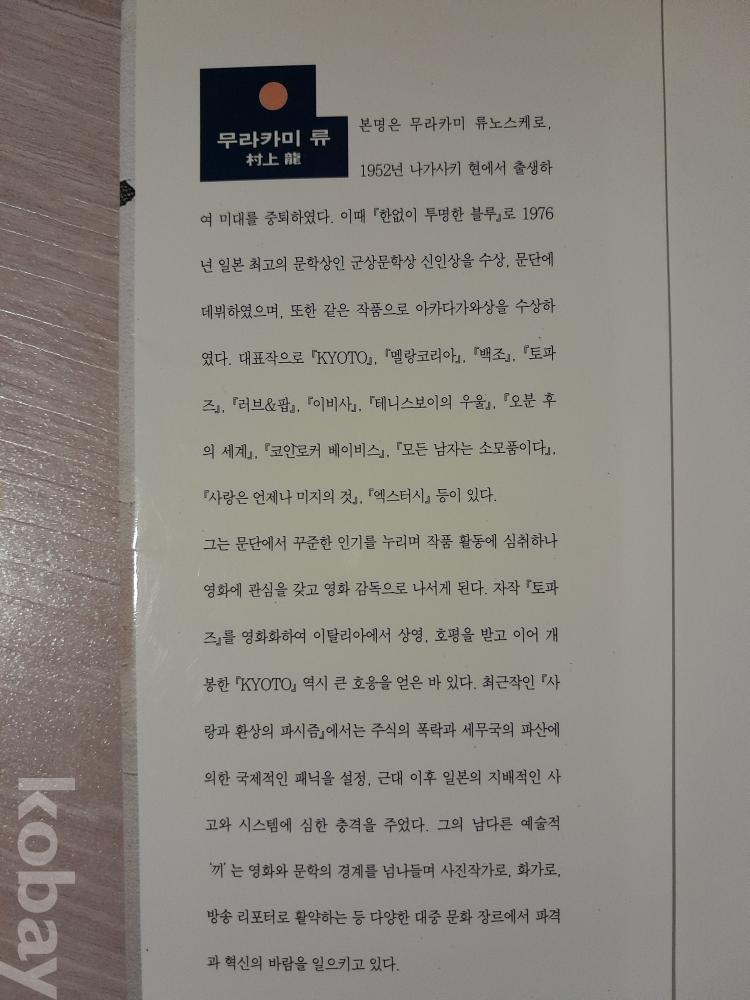 무라카미 류
村上 龍
본명은 무라카미 류노스케로,
1952년 나가사키 현에서 출생하
여 미대를 중퇴하였다. 이때 『한없이 투명한 블루』로 1976
년 일본 최고의 문학상인 군상문학상 신인상을 수상, 문단에
데뷔하였으며, 또한 같은 작품으로 아카다가와상을 수상하
였다. 대표작으로 『KYOTO』, 『멜랑코리아』, 『백조』, 『토파
즈』, 『러브&팝』, 『이비사』, 『테니스보이의 우울』, 『오분 후
의 세계』, 『코인로커 베이비스』, 『모든 남자는 소모품이다』,
『사랑은 언제나 미지의 것』, 『엑스터시』 등이 있다.
그는 문단에서 꾸준한 인기를 누리며 작품 활동에 심취하나
영화에 관심을 갖고 영화 감독으로 나서게 된다. 자작 『토파
즈』를 영화화하여 이탈리아에서 상영, 호평을 받고 이어 개
봉한 『KYOTO』 역시 큰 호응을 얻은 바 있다. 최근작인 『사
랑과 환상의 파시즘』에서는 주식의 폭락과 세무국의 파산에
의한 국제적인 패닉을 설정, 근대 이후 일본의 지배적인 사
고와 시스템에 심한 충격을 주었다. 그의 남다른 예술적
'끼' 는 영화와 문학의 경계를 넘나들며 사진작가로, 화가로,
방송 리포터로 활약하는 등 다양한 대중 문화 장르에서 파격
과 혁신의 바람을 일으키고 있다.
kobay